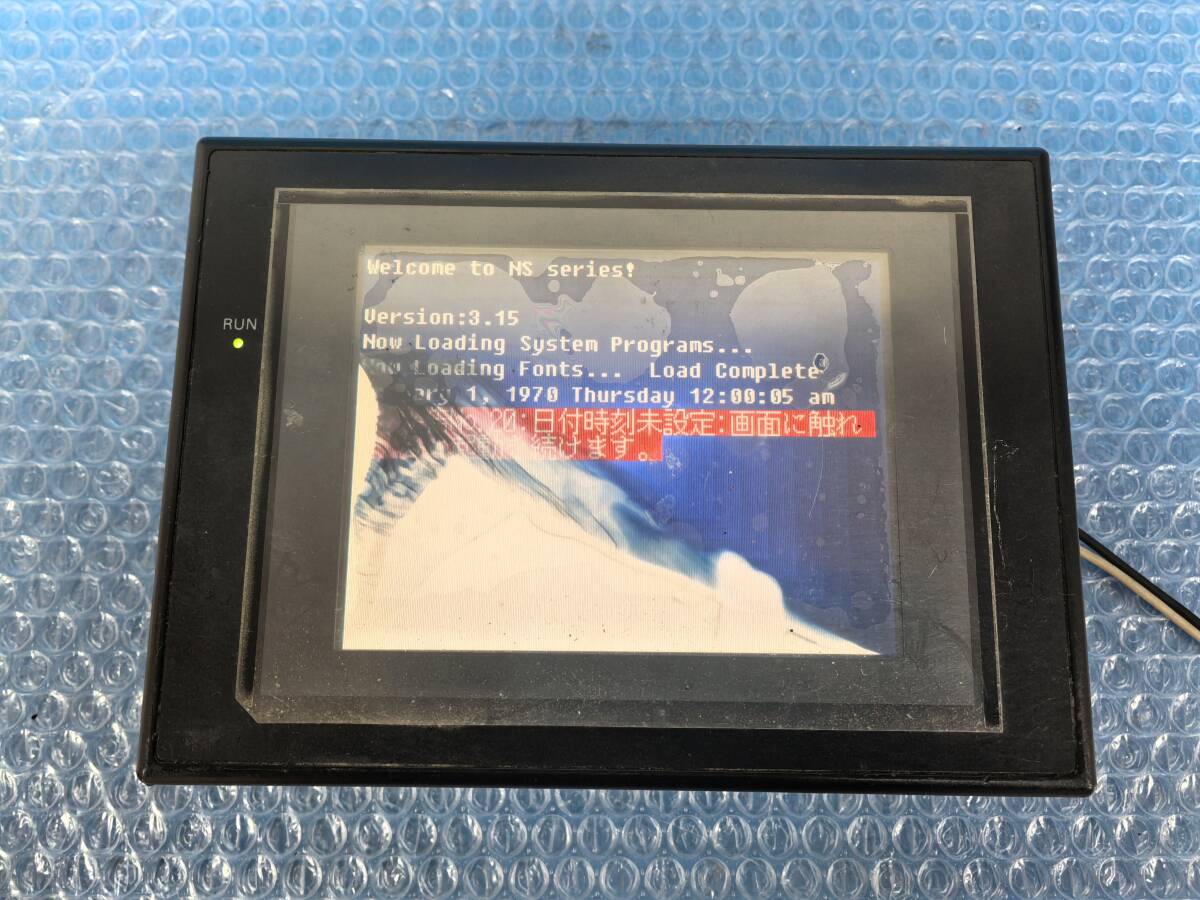 RUN
Welcome to NS series!
Version:3.15
Now Loading System Programs...
Loading Fonts... Load Complete
1, 1970 Thursday 12:00:05 am
20:日付時刻未設定:画面に触れ
続けます。